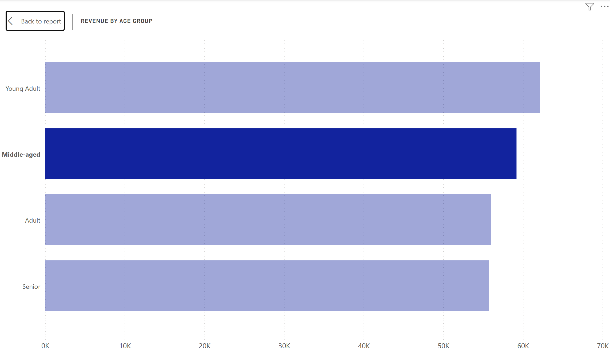 Back to report
REVENUE BY AGE GROUP
Young Adult
Middle-aged
Adult
Senior
0K 10K 20K 30K 40K 50K 60K 70K